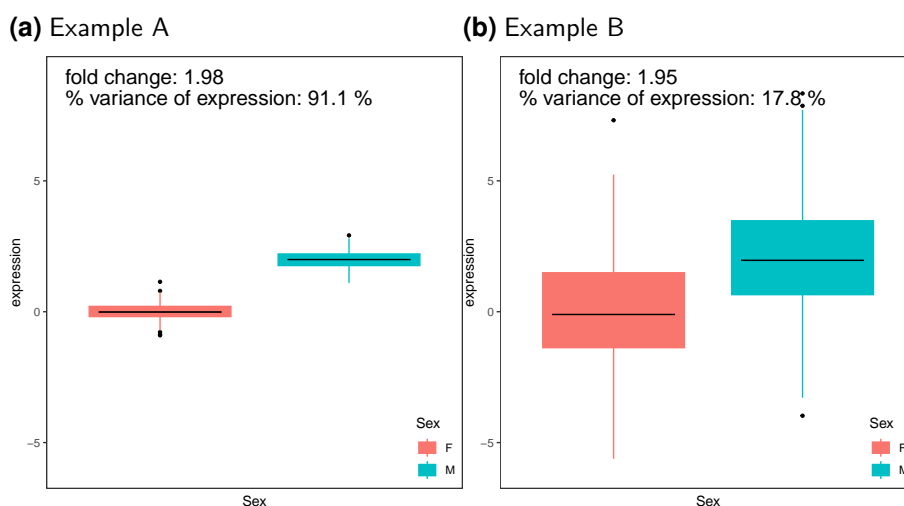 (a) Example A
fold change: 1.98
% variance of expression: 91.1 %
5
0
−5
expression
Sex
Sex
F
M
(b) Example B
fold change: 1.95
% variance of expression: 17.8 %
5
0
−5
expression
Sex
Sex
F
M